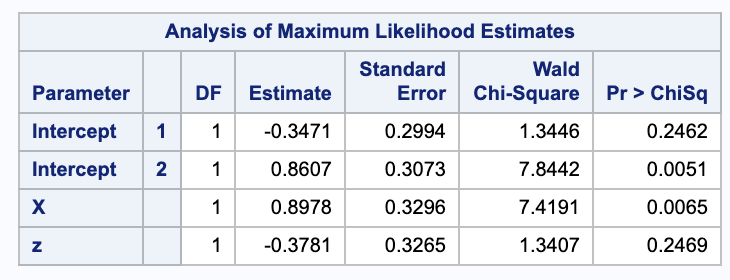 Analysis of Maximum Likelihood Estimates
Parameter DF Estimate Standard Error Wald Chi-Square Pr > ChiSq
Intercept 1 1 -0.3471 0.2994 1.3446 0.2462
Intercept 2 1 0.8607 0.3073 7.8442 0.0051
X 1 0.8978 0.3296 7.4191 0.0065
z 1 -0.3781 0.3265 1.3407 0.2469